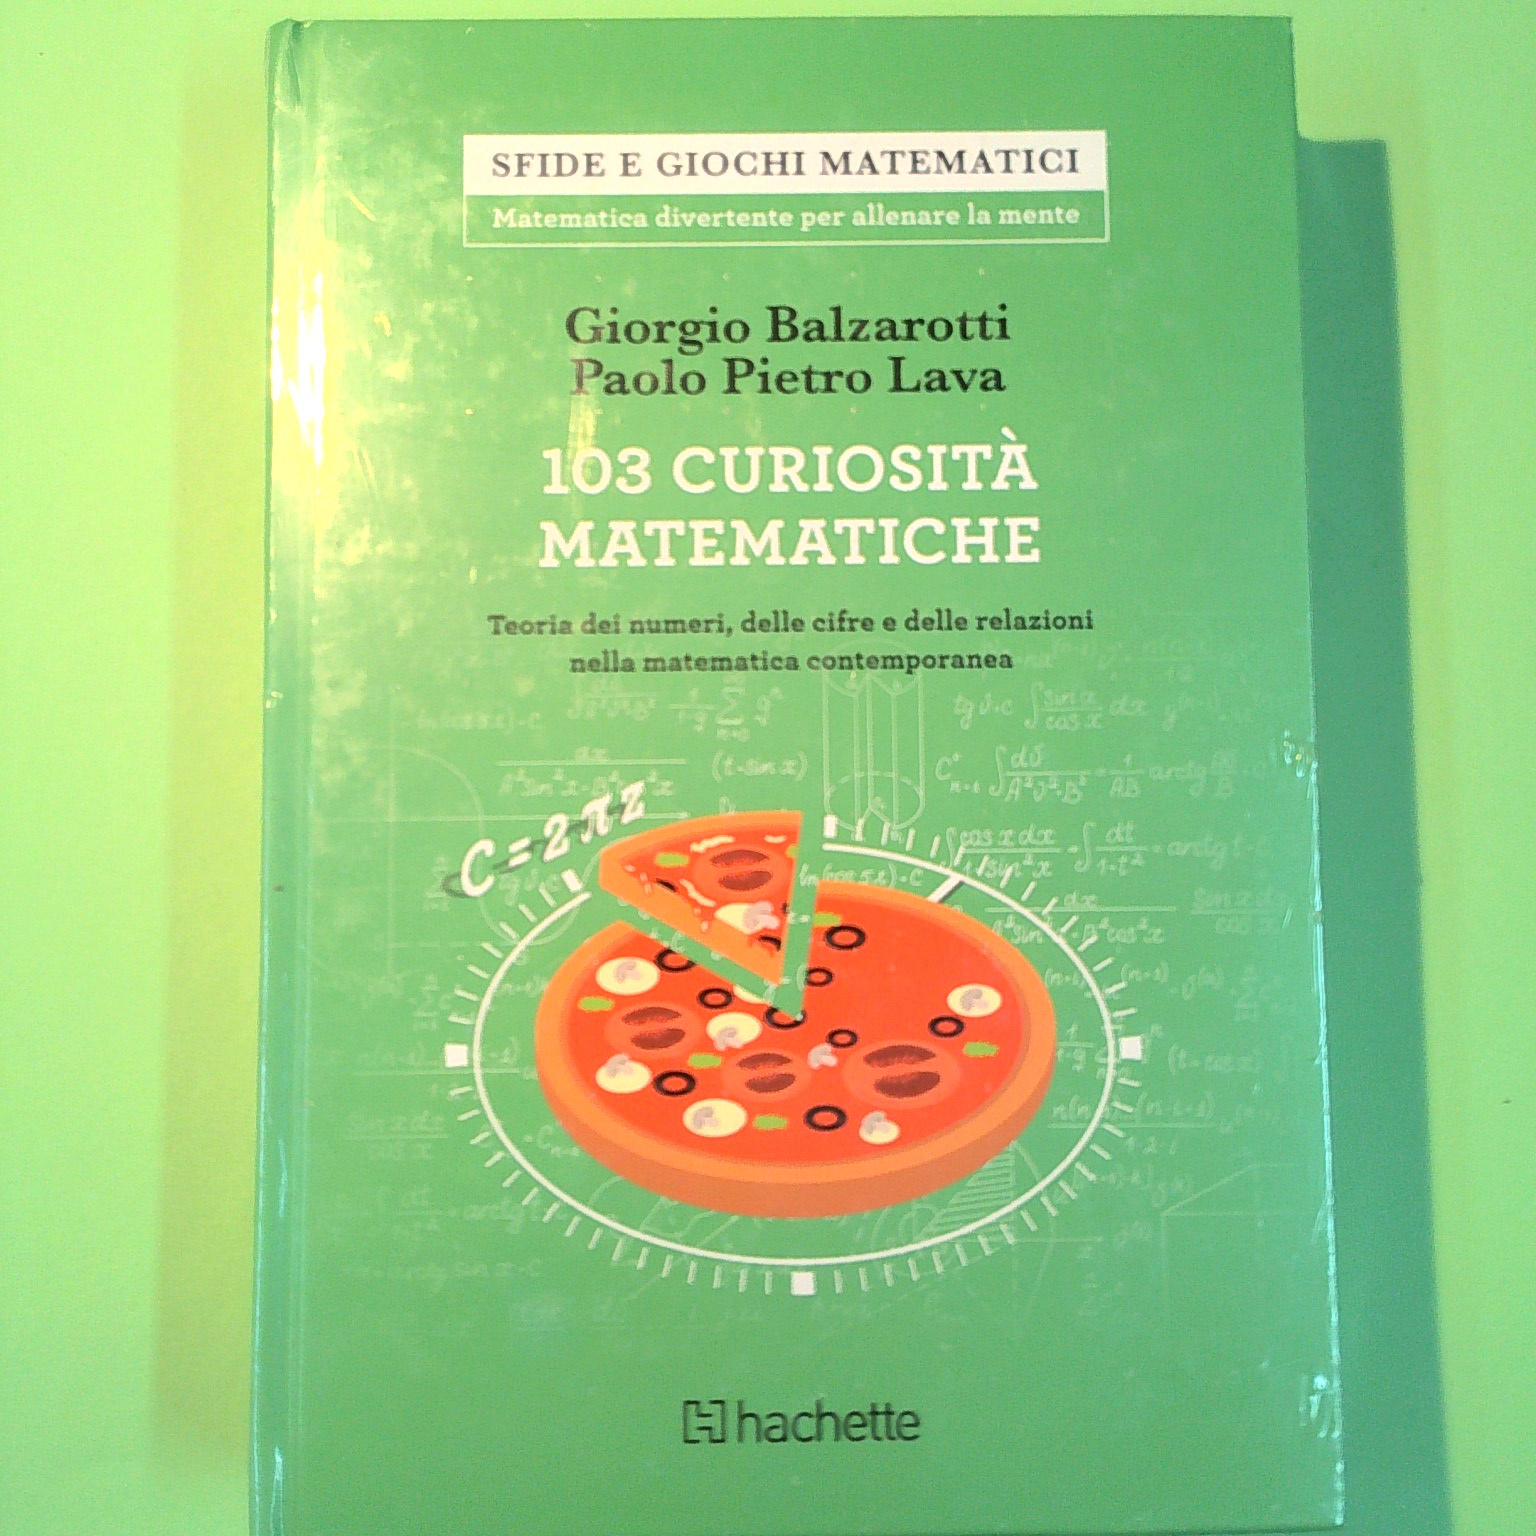 SFIDE E GIOCHI MATEMATICI
Matematica divertente per allenare la mente
Giorgio Balzarotti
Paolo Pietro Lava
103 CURIOSITÀ
MATEMATICHE
Teoria dei numeri, delle cifre e delle relazioni
nella matematica contemporanea
C=2πz
hachette